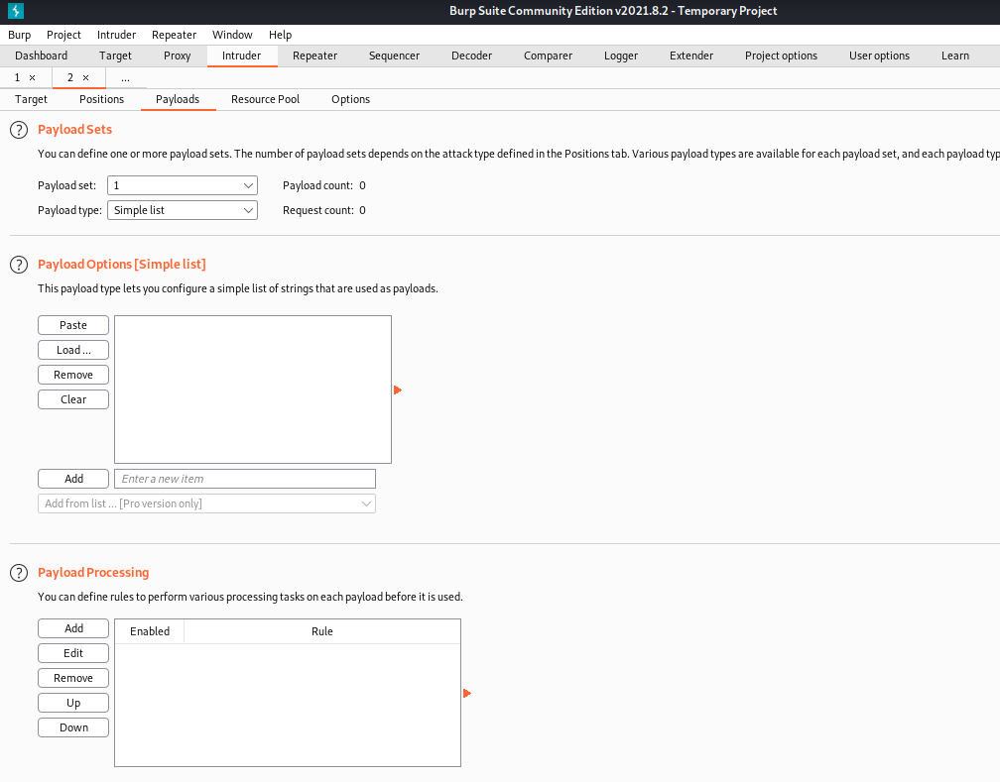 Burp Suite Community Edition v2021.8.2 - Temporary Project
Burp Project Intruder Repeater Window Help
Dashboard Target Proxy Intruder Repeater Sequencer Decoder Comparer Logger Extender Project options User options Learn
1 × 2 × ...
Target Positions Payloads Resource Pool Options
? Payload Sets
You can define one or more payload sets. The number of payload sets depends on the attack type defined in the Positions tab. Various payload types are available for each payload set, and each payload typ
Payload set: 1 Payload count: 0
Payload type: Simple list Request count: 0
? Payload Options [Simple list]
This payload type lets you configure a simple list of strings that are used as payloads.
Paste
Load ...
Remove
Clear
Add Enter a new item
Add from list ... [Pro version only]
? Payload Processing
You can define rules to perform various processing tasks on each payload before it is used.
Add Enabled Rule
Edit
Remove
Up
Down